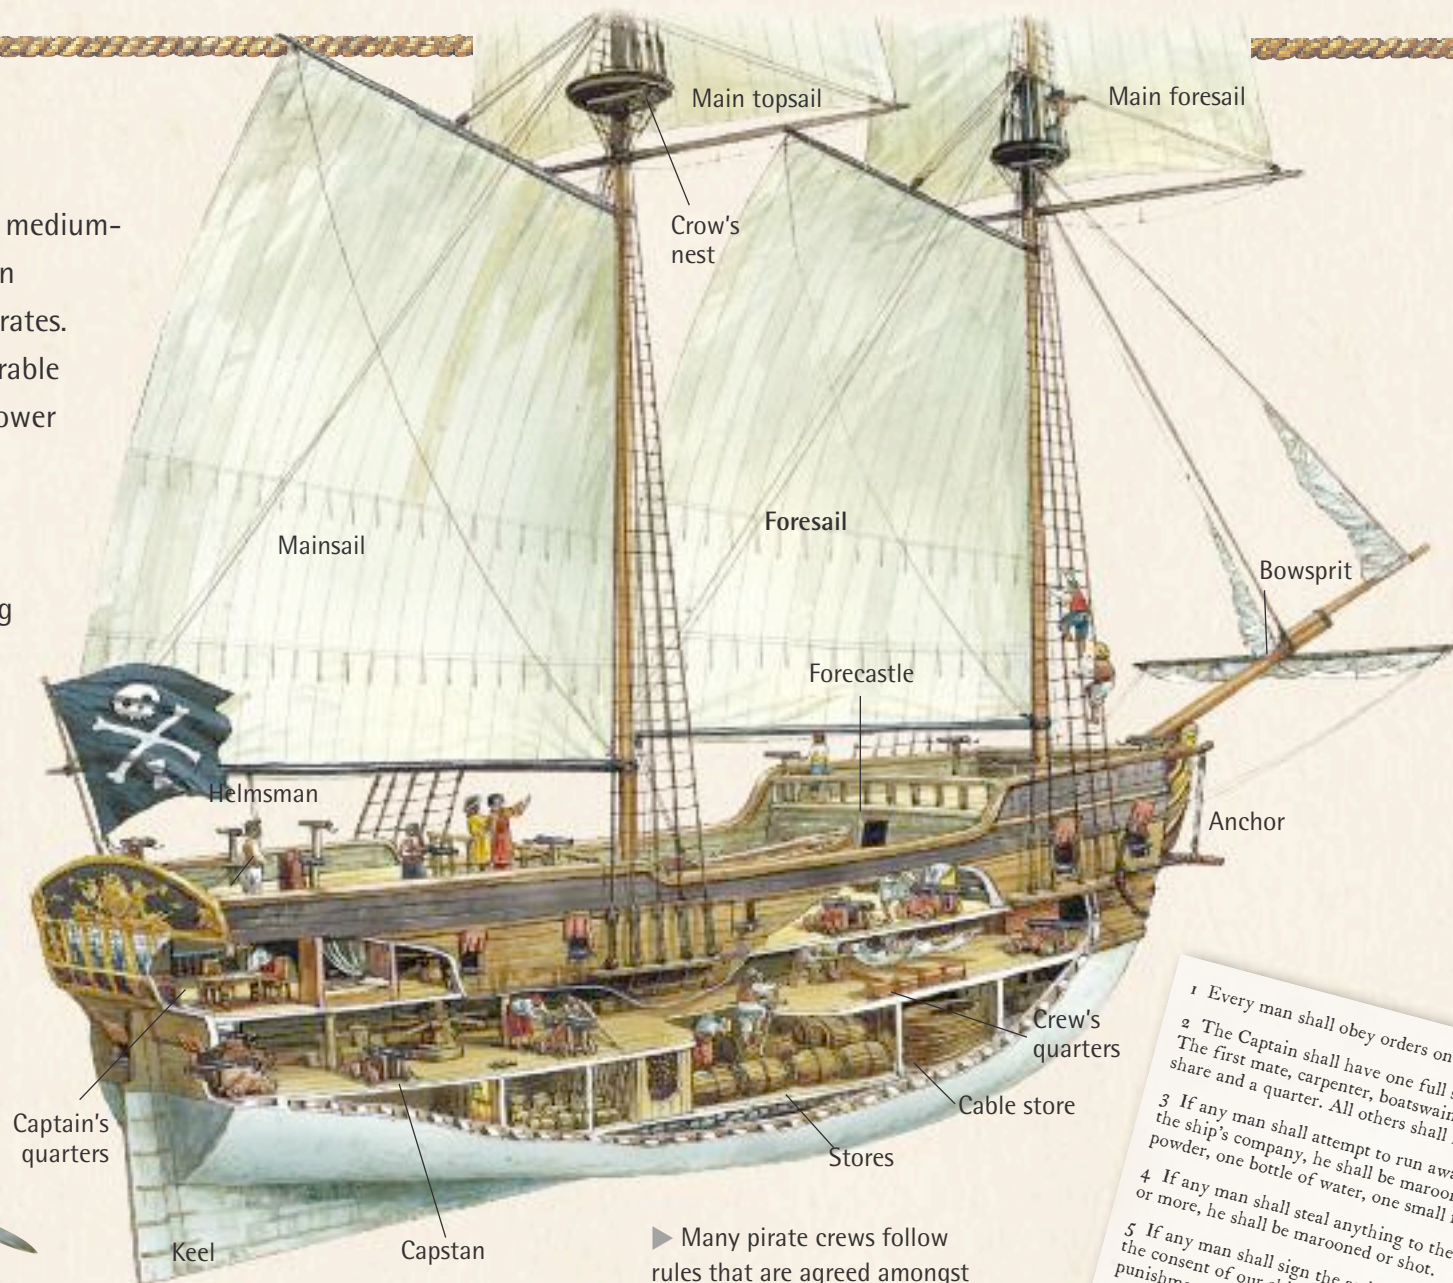 medium-
n
rates.
rable
ower
g
Main topsail
Main foresail
Crow's
nest
Mainsail
Foresail
Bowsprit
Forecastle
Helmsman
Anchor
Crew's
quarters
Cable store
Captain's
quarters
Stores
Keel
Capstan
▶ Many pirate crews follow
rules that are agreed amongst
1 Every man shall obey orders on
2 The Captain shall have one full
The first mate, carpenter, boatswain
share and a quarter. All others shall
3 If any man shall attempt to run
the ship's company, he shall be
powder, one bottle of water, one small
4 If any man shall steal anything to the
or more, he shall be marooned or shot.
5 If any man shall sign the
the consent of our